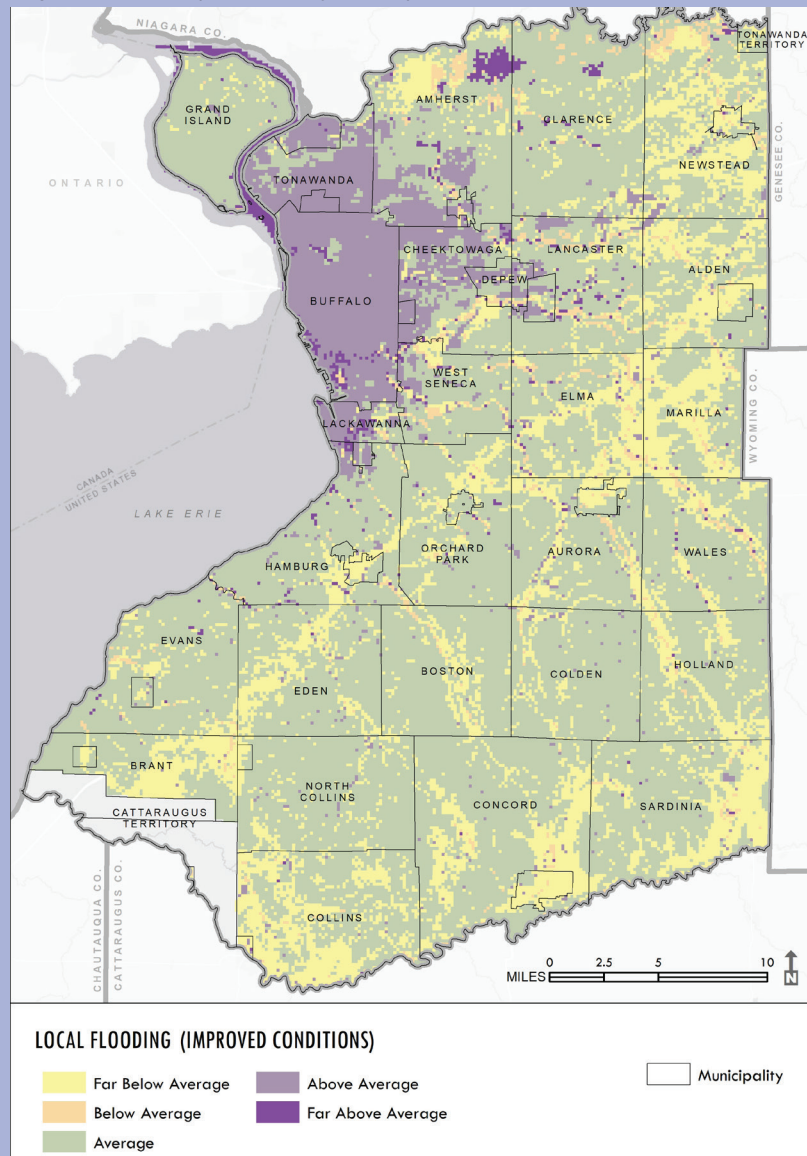 NIAGARA CO.
TONAWANDA
TERRITORY
GRAND
ISLAND
AMHERST
CLARENCE
NEWSTEAD
GENESEE CO.
ONTARIO
TONAWANDA
CHEEKTOWAGA
LANCASTER
DEPEW
ALDEN
BUFFALO
WEST
SENECA
ELMA
MARILLA
WYOMING CO.
LACKAWANNA
CANADA
UNITED STATES
LAKE ERIE
HAMBURG
ORCHARD
PARK
AURORA
WALES
EVANS
EDEN
BOSTON
COLDEN
HOLLAND
BRANT
NORTH
COLLINS
CONCORD
SARDINIA
CATTARAUGUS
TERRITORY
CHAUTAUQUA CO.
CATTARAUGUS CO.
COLLINS
MILES
0 2.5 5 10
N
LOCAL FLOODING (IMPROVED CONDITIONS)
Far Below Average
Below Average
Average
Above Average
Far Above Average
Municipality